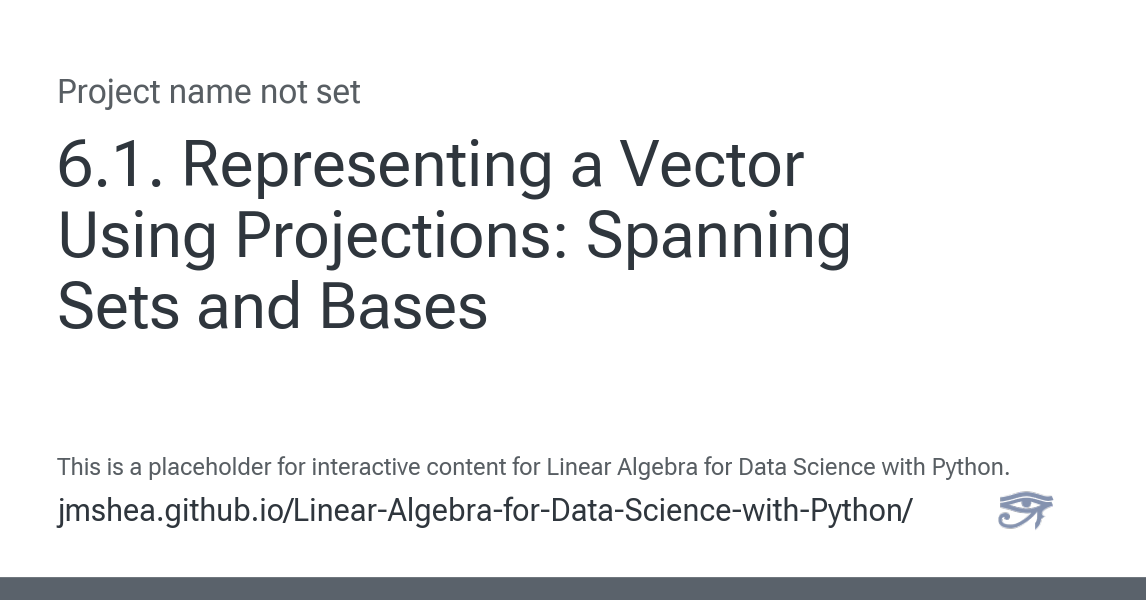 Project name not set
6.1. Representing a Vector
Using Projections: Spanning
Sets and Bases
This is a placeholder for interactive content for Linear Algebra for Data Science with Python.
jmshea.github.io/Linear-Algebra-for-Data-Science-with-Python/